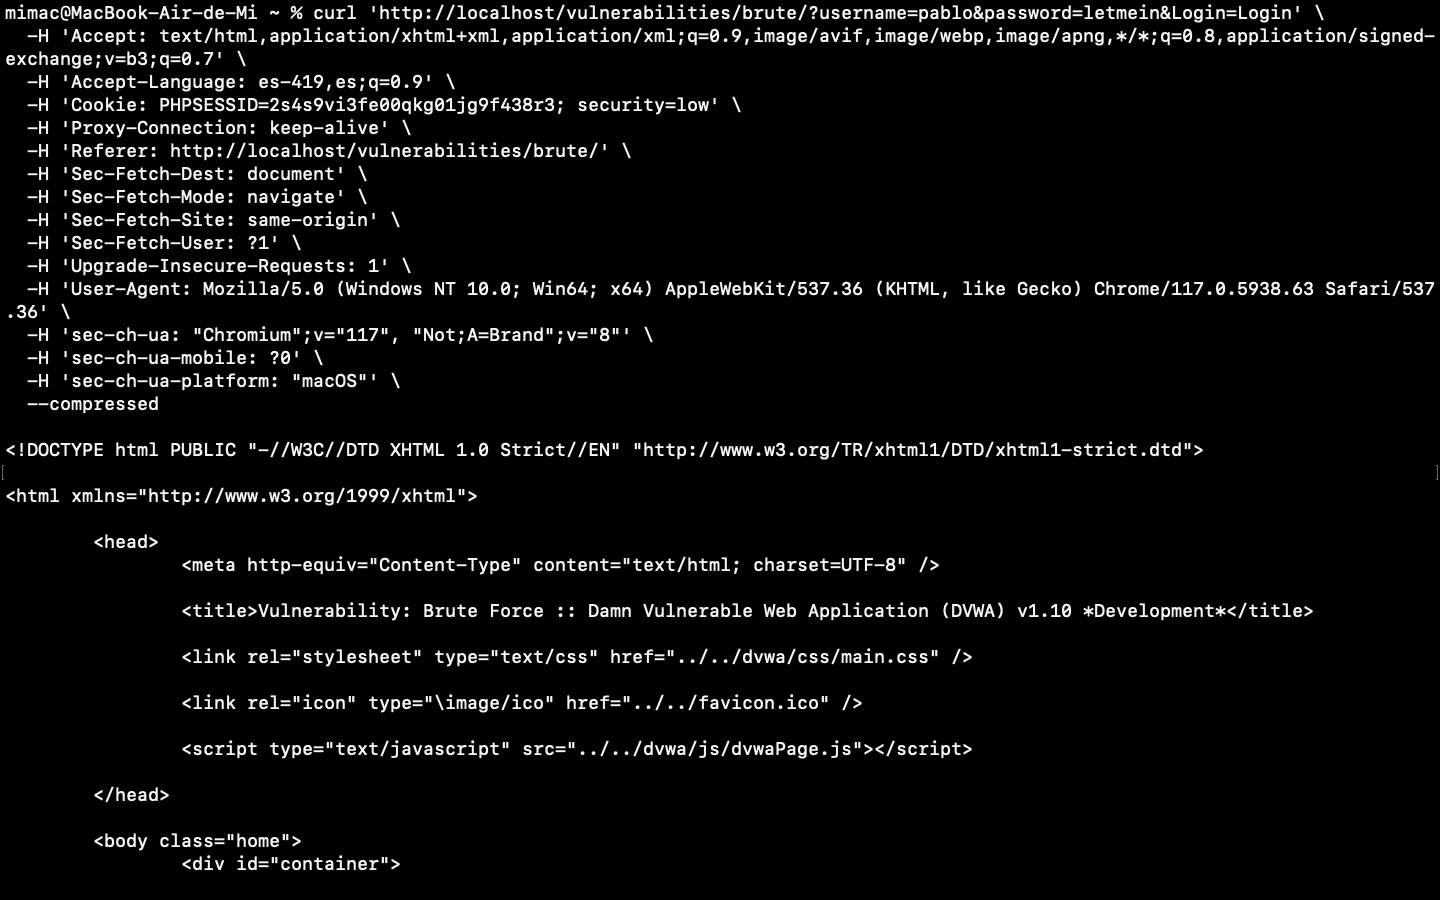 mimac@MacBook-Air-de-Mi ~ % curl 'http://localhost/vulnerabilities/brute/?username=pablo&password=letmein&Login=Login' \
-H 'Accept: text/html,application/xhtml+xml,application/xml;q=0.9,image/avif,image/webp,image/apng,*/*;q=0.8,application/signed-
exchange;v=b3;q=0.7' \
-H 'Accept-Language: es-419,es;q=0.9' \
-H 'Cookie: PHPSESSID=2s4s9vi3fe00qkg01jg9f438r3; security=low' \
-H 'Proxy-Connection: keep-alive' \
-H 'Referer: http://localhost/vulnerabilities/brute/' \
-H 'Sec-Fetch-Dest: document' \
-H 'Sec-Fetch-Mode: navigate' \
-H 'Sec-Fetch-Site: same-origin' \
-H 'Sec-Fetch-User: ?1' \
-H 'Upgrade-Insecure-Requests: 1' \
-H 'User-Agent: Mozilla/5.0 (Windows NT 10.0; Win64; x64) AppleWebKit/537.36 (KHTML, like Gecko) Chrome/117.0.5938.63 Safari/537
.36' \
-H 'sec-ch-ua: "Chromium";v="117", "Not;A=Brand";v="8"' \
-H 'sec-ch-ua-mobile: ?0' \
-H 'sec-ch-ua-platform: "macOS"' \
--compressed
<!DOCTYPE html PUBLIC "-//W3C//DTD XHTML 1.0 Strict//EN" "http://www.w3.org/TR/xhtml1/DTD/xhtml1-strict.dtd">
<html xmlns="http://www.w3.org/1999/xhtml">
<head>
<meta http-equiv="Content-Type" content="text/html; charset=UTF-8" />
<title>Vulnerability: Brute Force :: Damn Vulnerable Web Application (DVWA) v1.10 *Development*</title>
<link rel="stylesheet" type="text/css" href="../../dvwa/css/main.css" />
<link rel="icon" type="\image/ico" href="../../favicon.ico" />
<script type="text/javascript" src="../../dvwa/js/dvwaPage.js"></script>
</head>
<body class="home">
<div id="container">